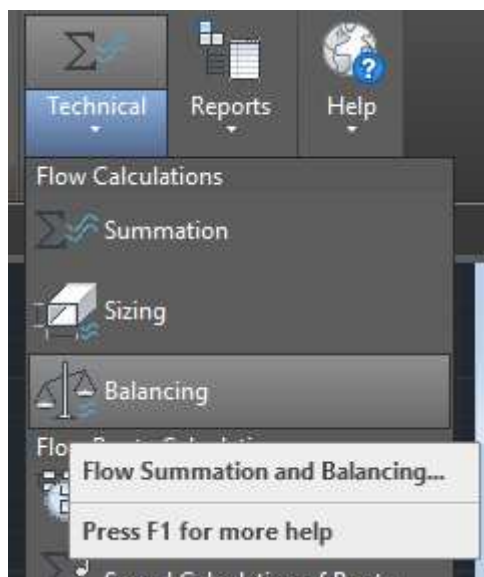 Technical
Reports
Help
Flow Calculations
Summation
Sizing
Balancing
Flow Summation and Balancing...
Press F1 for more help